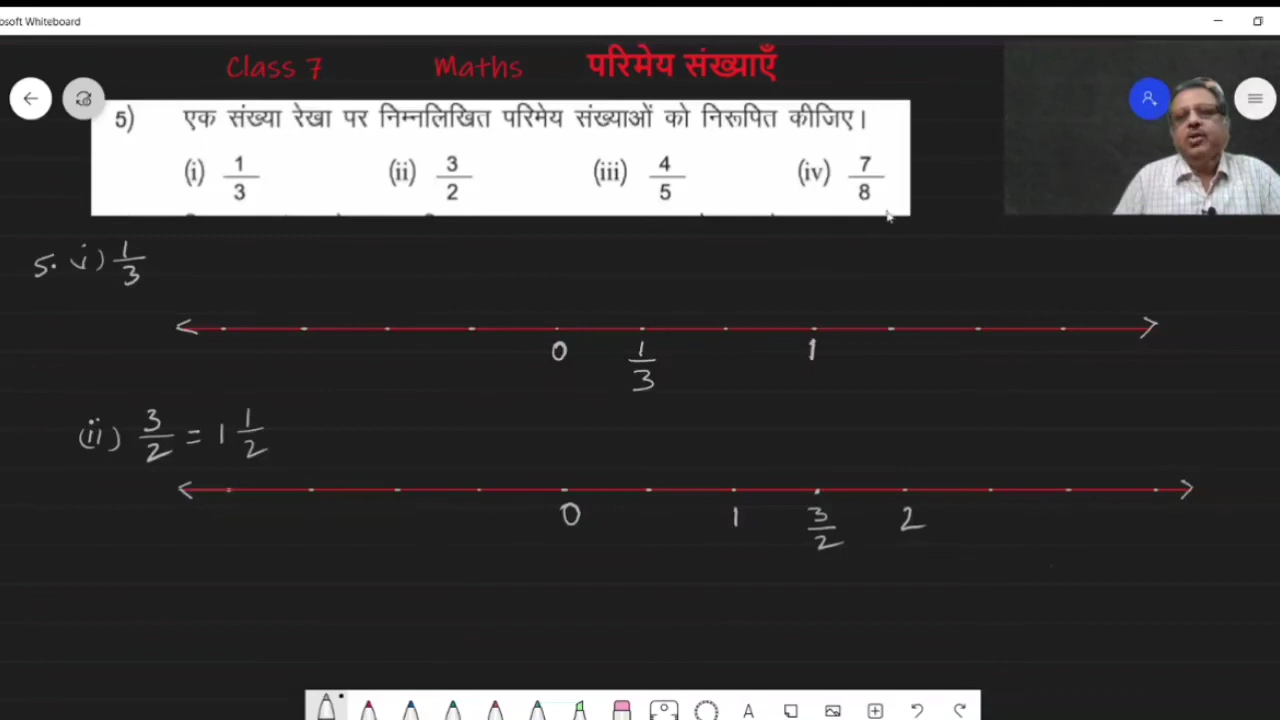 osoft Whiteboard
Class 7 Maths परिमेय संख्याएँ
5) एक संख्या रेखा पर निम्नलिखित परिमेय संख्याओं को निरूपित कीजिए।
(i) 1/3 (ii) 3/2 (iii) 4/5 (iv) 7/8
5. i) 1/3
0 1/3 1
(ii) 3/2 = 1 1/2
0 1 3/2 2
A